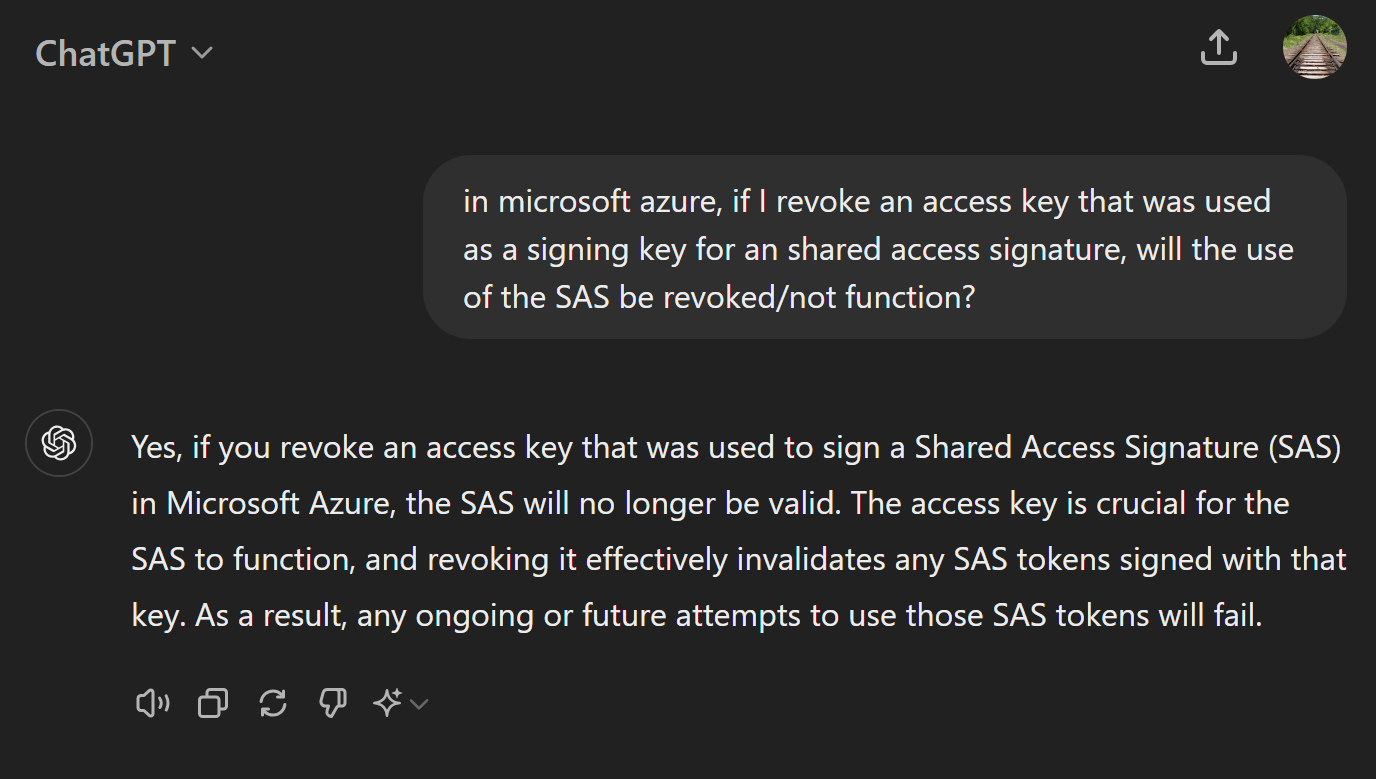 ChatGPT
in microsoft azure, if I revoke an access key that was used
as a signing key for an shared access signature, will the use
of the SAS be revoked/not function?
Yes, if you revoke an access key that was used to sign a Shared Access Signature (SAS)
in Microsoft Azure, the SAS will no longer be valid. The access key is crucial for the
SAS to function, and revoking it effectively invalidates any SAS tokens signed with that
key. As a result, any ongoing or future attempts to use those SAS tokens will fail.